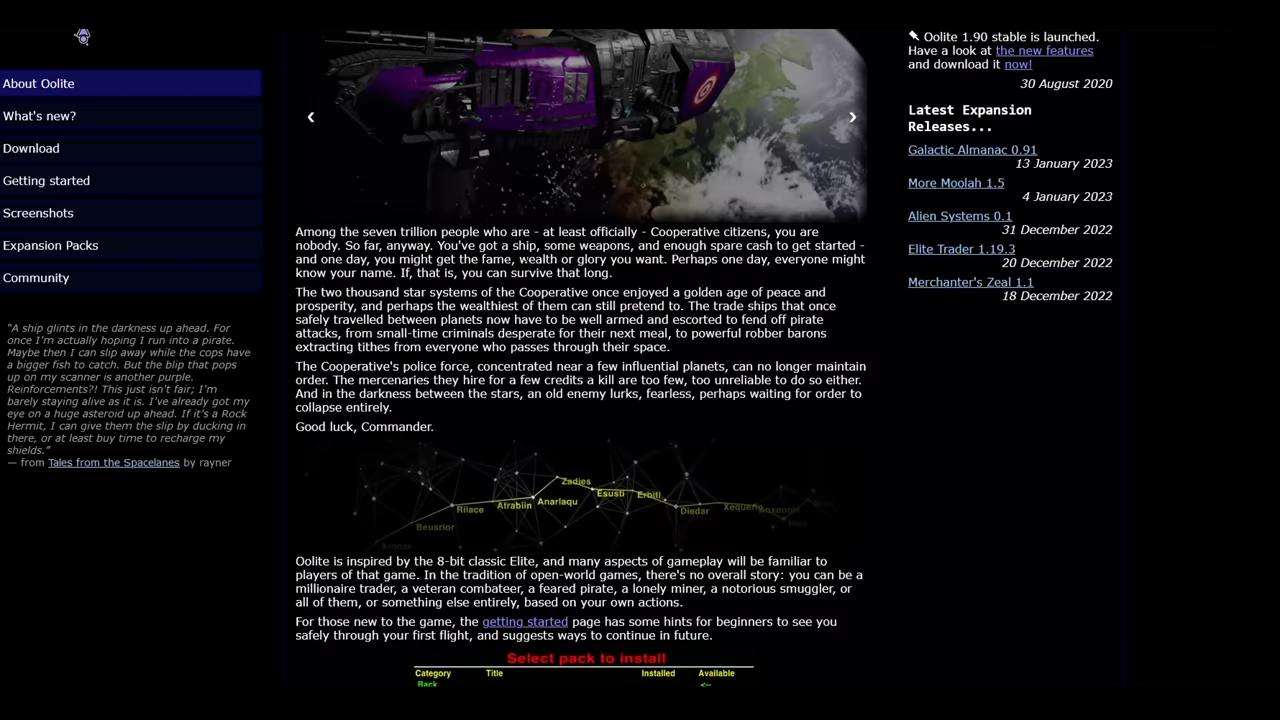 About Oolite
What's new?
Download
Getting started
Screenshots
Expansion Packs
Community
"A ship glints in the darkness up ahead. For
once I'm actually hoping I run into a pirate.
Maybe then I can slip away while the cops have
a bigger fish to catch. But the blip that pops
up on my scanner is another purple.
Reinforcements?! This just isn't fair; I'm
barely staying alive as it is. I've already got my
eye on a huge asteroid up ahead. If it's a Rock
Hermit, I can give them the slip by ducking in
there, or at least buy time to recharge my
shields."
— from Tales from the Spacelanes by rayner
‹
›
Among the seven trillion people who are - at least officially - Cooperative citizens, you are
nobody. So far, anyway. You've got a ship, some weapons, and enough spare cash to get started -
and one day, you might get the fame, wealth or glory you want. Perhaps one day, everyone might
know your name. If, that is, you can survive that long.
The two thousand star systems of the Cooperative once enjoyed a golden age of peace and
prosperity, and perhaps the wealthiest of them can still pretend to. The trade ships that once
safely travelled between planets now have to be well armed and escorted to fend off pirate
attacks, from small-time criminals desperate for their next meal, to powerful robber barons
extracting tithes from everyone who passes through their space.
The Cooperative's police force, concentrated near a few influential planets, can no longer maintain
order. The mercenaries they hire for a few credits a kill are too few, too unreliable to do so either.
And in the darkness between the stars, an old enemy lurks, fearless, perhaps waiting for order to
collapse entirely.
Good luck, Commander.
Zadies
Esusti
Erbiti
Anarlaqu
Atrabiin
Rilace
Diedar
Beusrior
Oolite is inspired by the 8-bit classic Elite, and many aspects of gameplay will be familiar to
players of that game. In the tradition of open-world games, there's no overall story: you can be a
millionaire trader, a veteran combateer, a feared pirate, a lonely miner, a notorious smuggler, or
all of them, or something else entirely, based on your own actions.
For those new to the game, the getting started page has some hints for beginners to see you
safely through your first flight, and suggests ways to continue in future.
Select pack to install
Category Title Installed Available
Back <--
Oolite 1.90 stable is launched.
Have a look at the new features
and download it now!
30 August 2020
Latest Expansion
Releases...
Galactic Almanac 0.91
13 January 2023
More Moolah 1.5
4 January 2023
Alien Systems 0.1
31 December 2022
Elite Trader 1.19.3
20 December 2022
Merchanter's Zeal 1.1
18 December 2022